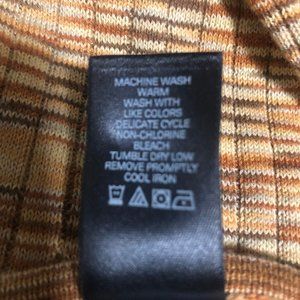 MACHINE WASH
WARM
WASH WITH
LIKE COLORS
DELICATE CYCLE
NON-CHLORINE
BLEACH
TUMBLE DRY LOW
REMOVE PROMPTLY
COOL IRON